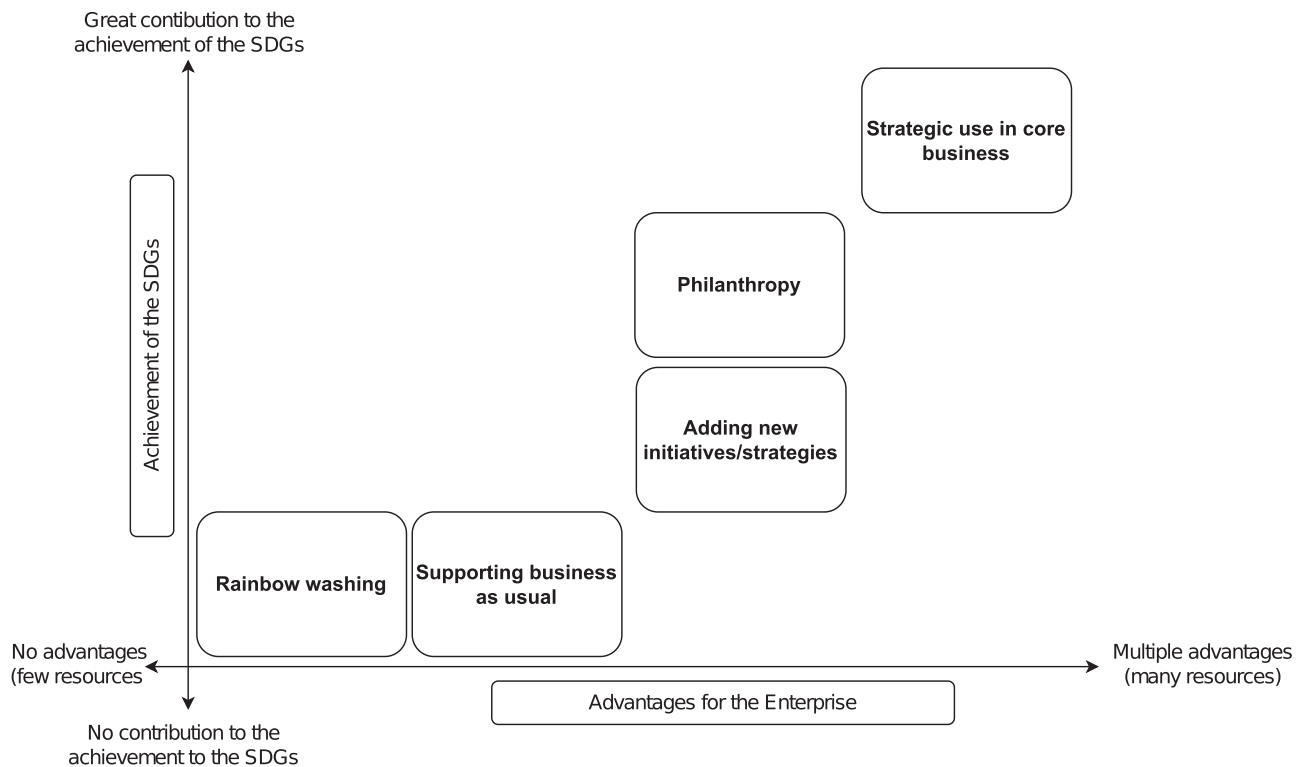 Great contibution to the
achievement of the SDGs
Strategic use in core
business
Achievement of the SDGs
Philanthropy
Adding new
initiatives/strategies
Rainbow washing
Supporting business
as usual
No advantages
(few resources
Multiple advantages
(many resources)
Advantages for the Enterprise
No contribution to the
achievement to the SDGs